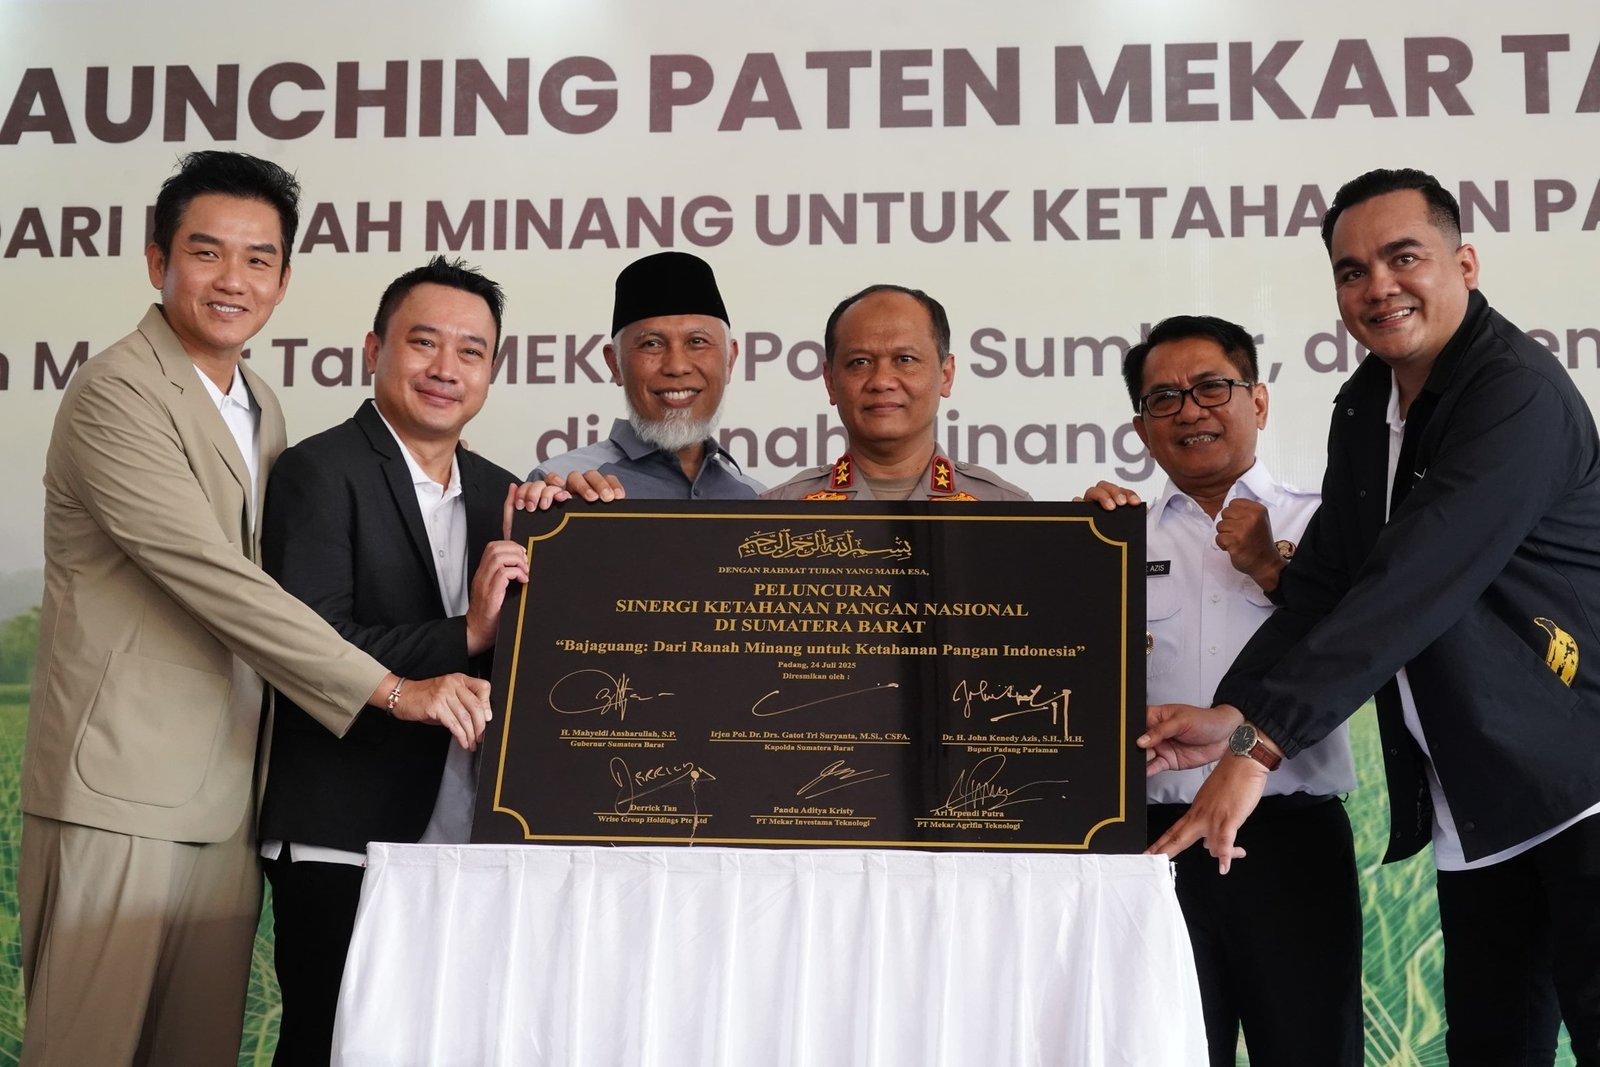 AUNCHING PATEN MEKAR TA
DARI AH MINANG UNTUK KETAHA N PA
di Minang
بسم الله الرحمن الرحيم
DENGAN RAHMAT TUHAN YANG MAHA ESA,
PELUNCURAN
SINERGI KETAHANAN PANGAN NASIONAL
DI SUMATERA BARAT
“Bajaguang: Dari Ranah Minang untuk Ketahanan Pangan Indonesia”
Padang, 24 Juli 2025
Diresmikan oleh :
H. Mahyeldi Ansharullah, S.P.
Gubernur Sumatera Barat
Irjen Pol. Dr. Drs. Gatot Tri Suryanta, M.Si., CSFA.
Kapolda Sumatera Barat
Dr. H. John Kenedy Azis, S.H., M.H.
Bupati Padang Pariaman
DERRICK
Derrick Tan
Wrise Group Holdings Pte Ltd
Pandu Aditya Kristy
PT Mekar Investama Teknologi
Ari Irpendi Putra
PT Mekar Agrifin Teknologi
AZIS